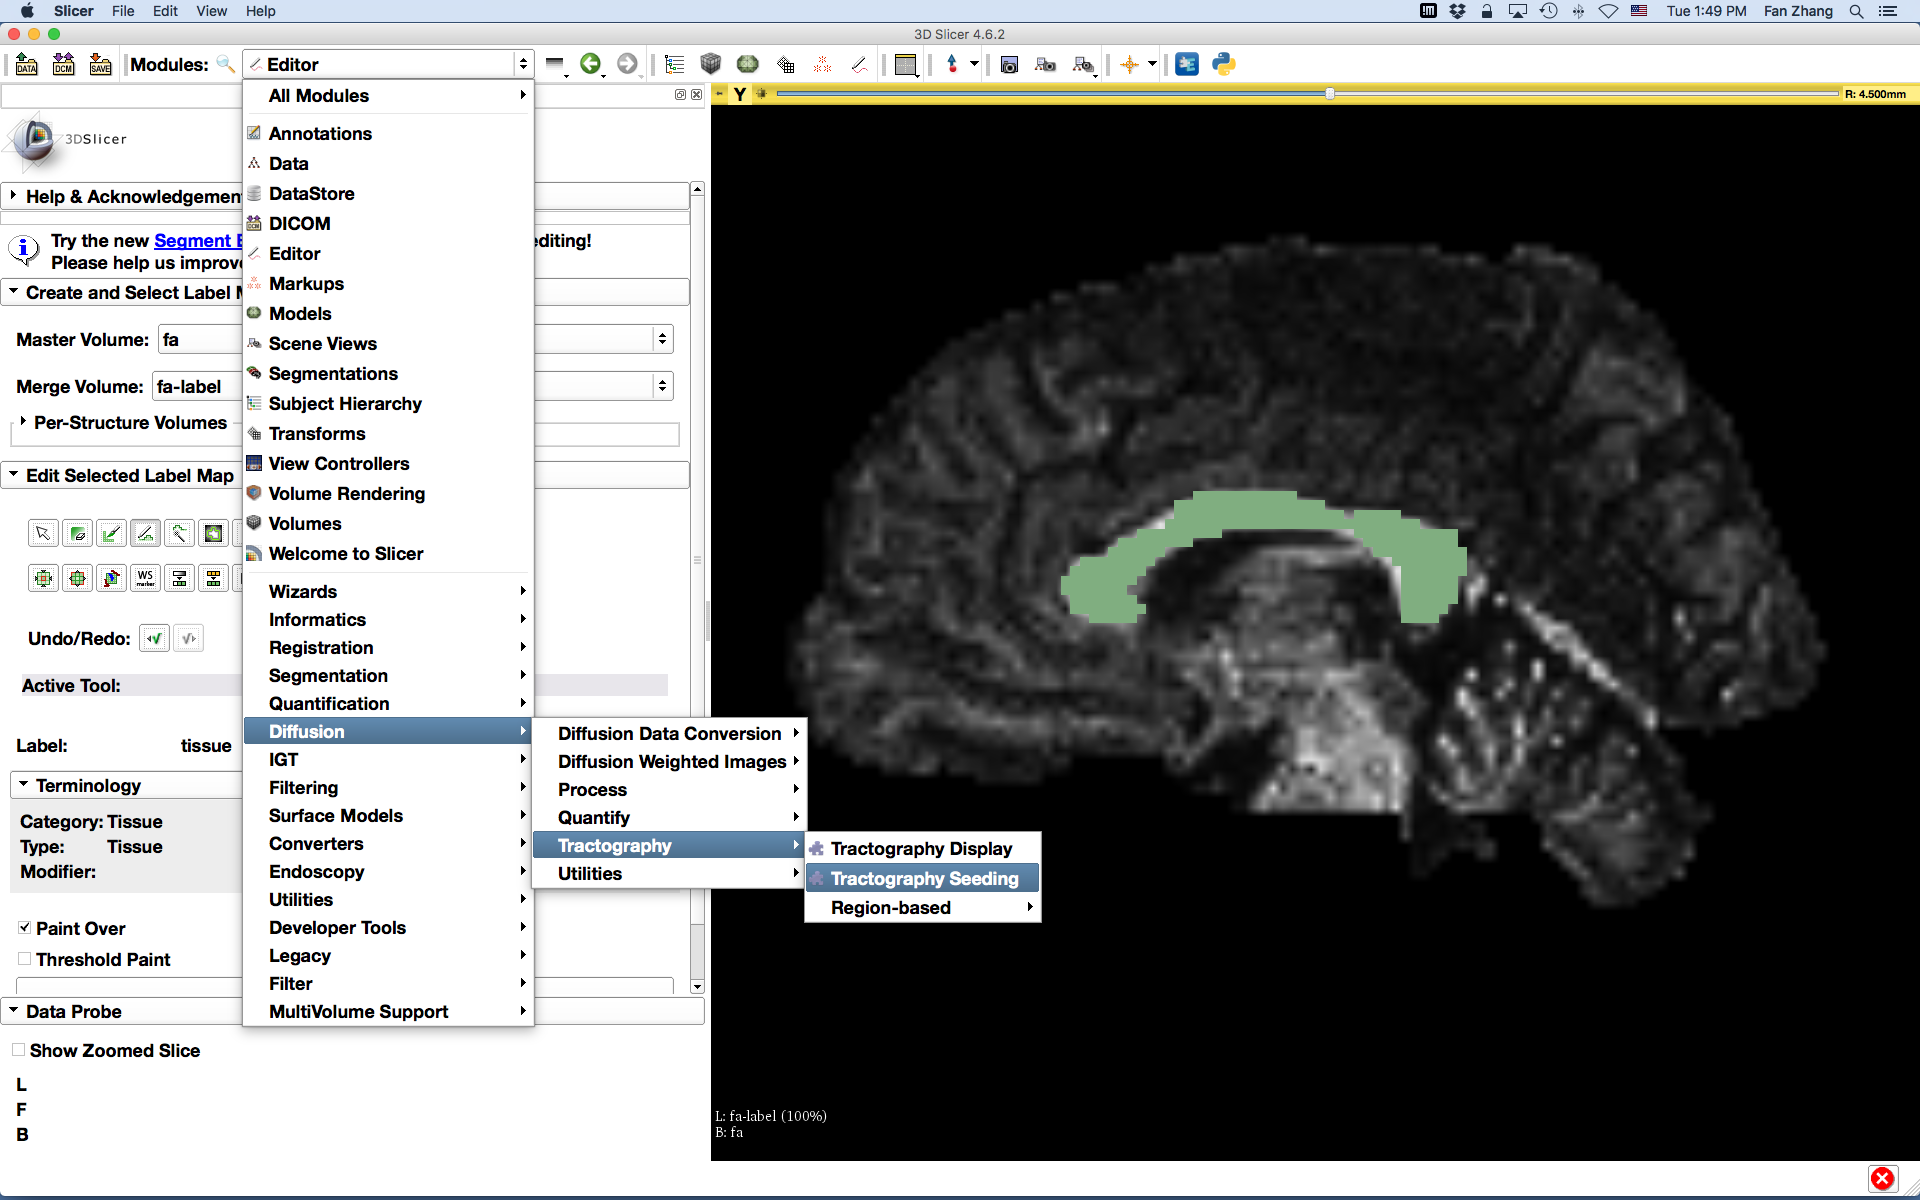 Slicer File Edit View Help
Tue 1:49 PM Fan Zhang
3D Slicer 4.6.2
DATA DCM SAVE Modules: Editor
Y R: 4.500mm
3DSlicer
Help & Acknowledgemen
Try the new Segment E diting!
Please help us improv
Create and Select Label M
Master Volume: fa
Merge Volume: fa-label
Per-Structure Volumes
Edit Selected Label Map
WS
marker
Undo/Redo:
Active Tool:
Label: tissue
Terminology
Category: Tissue
Type: Tissue
Modifier:
Paint Over
Threshold Paint
Data Probe
Show Zoomed Slice
L
F
B
All Modules
Annotations
Data
DataStore
DICOM
Editor
Markups
Models
Scene Views
Segmentations
Subject Hierarchy
Transforms
View Controllers
Volume Rendering
Volumes
Welcome to Slicer
Wizards
Informatics
Registration
Segmentation
Quantification
Diffusion
IGT
Filtering
Surface Models
Converters
Endoscopy
Utilities
Developer Tools
Legacy
Filter
MultiVolume Support
Diffusion Data Conversion
Diffusion Weighted Images
Process
Quantify
Tractography
Utilities
Tractography Display
Tractography Seeding
Region-based
L: fa-label (100%)
B: fa